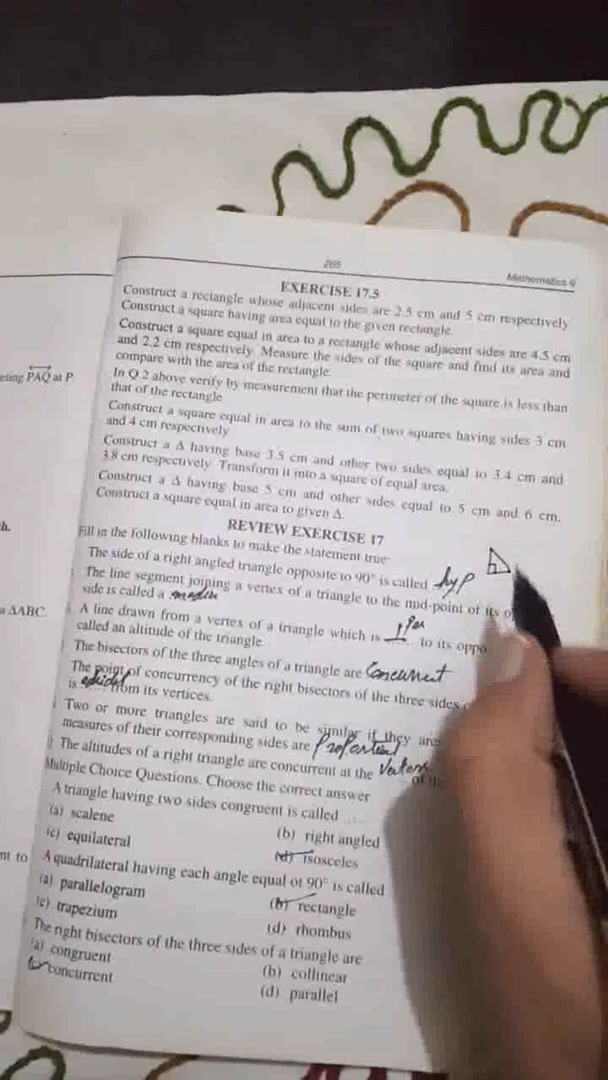 265
Mathematics 9
EXERCISE 17.5
Construct a rectangle whose adjacent sides are 2.5 cm and 5 cm respectively
Construct a square having area equal to the given rectangle.
Construct a square equal in area to a rectangle whose adjacent sides are 4.5 cm
and 2.2 cm respectively. Measure the sides of the square and find its area and
compare with the area of the rectangle.
In Q 2 above verify by measurement that the perimeter of the square is less than
that of the rectangle
Construct a square equal in area to the sum of two squares having sides 3 cm
and 4 cm respectively
Construct a Δ having base 3.5 cm and other two sides equal to 3.4 cm and
3.8 cm respectively. Transform it into a square of equal area.
Construct a Δ having base 5 cm and other sides equal to 5 cm and 6 cm.
Construct a square equal in area to given Δ.
REVIEW EXERCISE 17
Fill in the following blanks to make the statement true
The side of a right angled triangle opposite to 90° is called hyp
The line segment joining a vertex of a triangle to the mid-point of its
side is called a
A line drawn from a vertex of a triangle which is ⊥ to its oppo
called an altitude of the triangle
The bisectors of the three angles of a triangle are Concurrent
The point of concurrency of the right bisectors of the three sides
is from its vertices.
Two or more triangles are said to be similar if they are
measures of their corresponding sides are
The altitudes of a right triangle are concurrent at the of the
Multiple Choice Questions. Choose the correct answer
A triangle having two sides congruent is called ....
(a) scalene
(b) right angled
(c) equilateral
(d) isosceles
A quadrilateral having each angle equal ot 90° is called
(a) parallelogram
(b) rectangle
(c) trapezium
(d) rhombus
The right bisectors of the three sides of a triangle are
(a) congruent
(b) collinear
(c) concurrent
(d) parallel
eting PAQ at P
h.
a ΔABC.
nt to